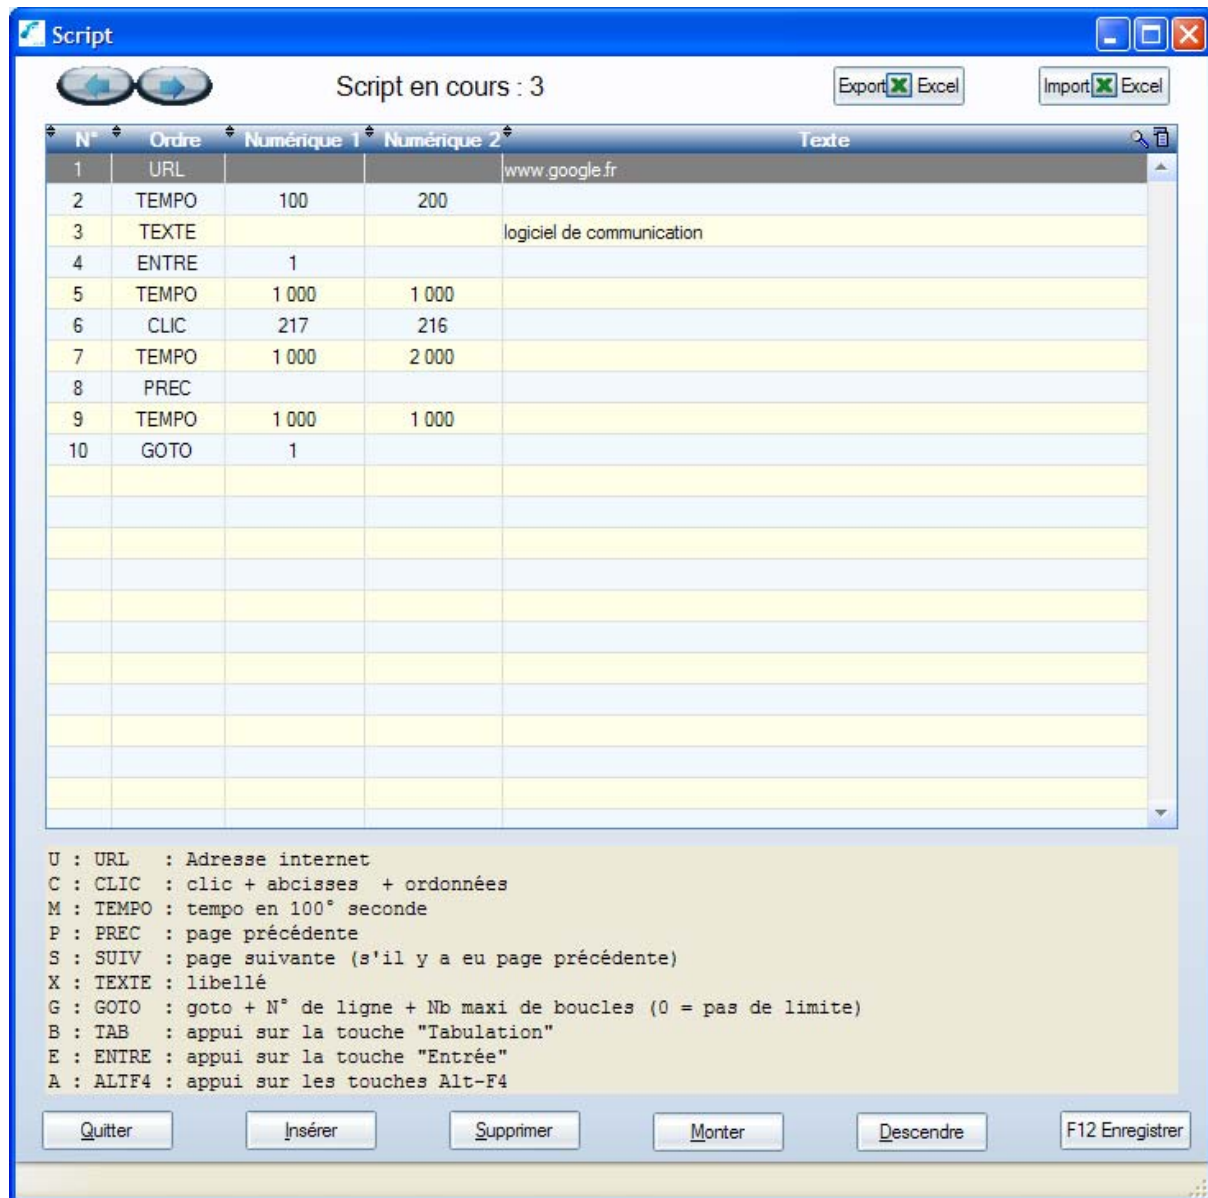 Script
Script en cours : 3
Export Excel
Import Excel
N° Ordre Numérique 1 Numérique 2 Texte
1 URL www.google.fr
2 TEMPO 100 200
3 TEXTE logiciel de communication
4 ENTRE 1
5 TEMPO 1 000 1 000
6 CLIC 217 216
7 TEMPO 1 000 2 000
8 PREC
9 TEMPO 1 000 1 000
10 GOTO 1
U : URL : Adresse internet
C : CLIC : clic + abcisses + ordonnées
M : TEMPO : tempo en 100° seconde
P : PREC : page précédente
S : SUIV : page suivante (s'il y a eu page précédente)
X : TEXTE : libellé
G : GOTO : goto + N° de ligne + Nb maxi de boucles (0 = pas de limite)
B : TAB : appui sur la touche "Tabulation"
E : ENTRE : appui sur la touche "Entrée"
A : ALTF4 : appui sur les touches Alt-F4
Quitter Insérer Supprimer Monter Descendre F12 Enregistrer